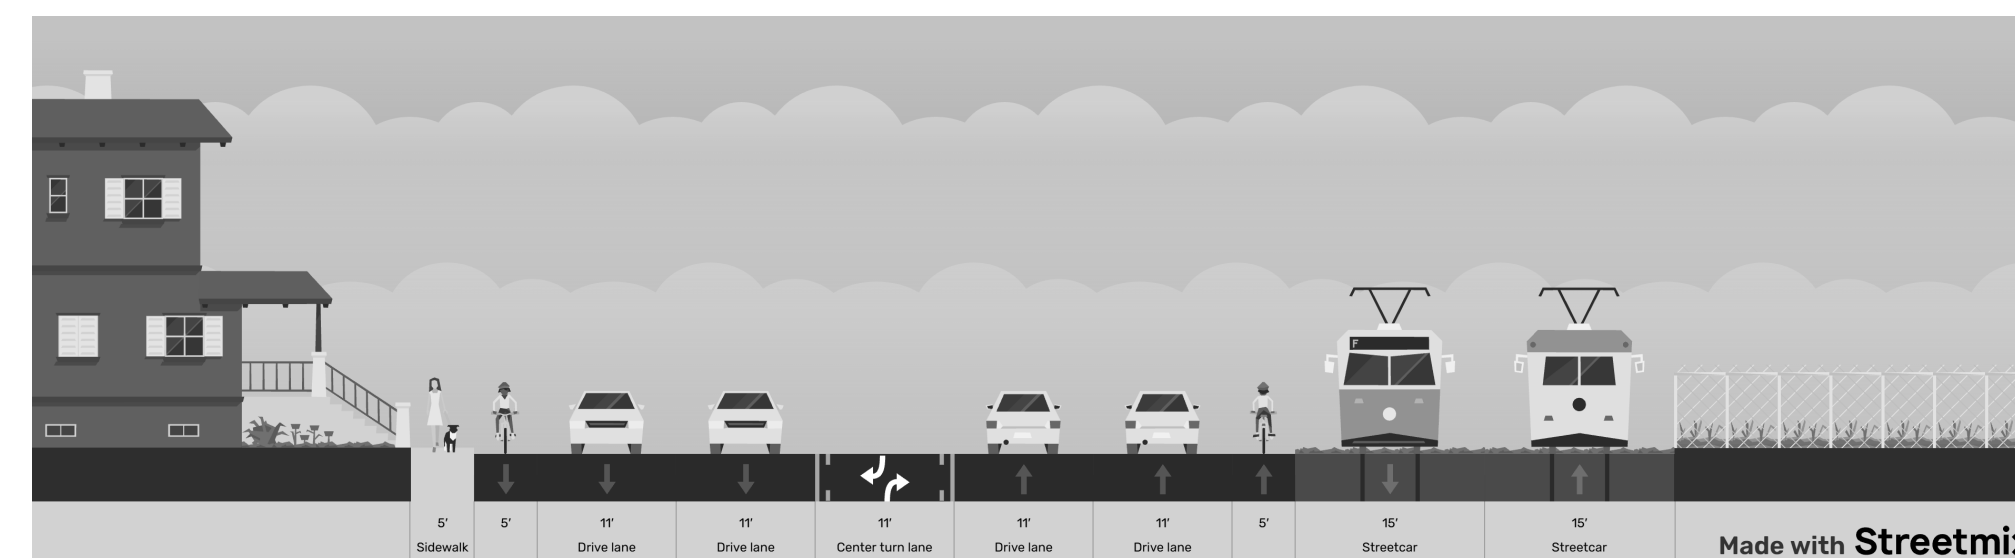 F
5' 5' 11' 11' 11' 11' 11' 5' 15' 15'
Sidewalk Drive lane Drive lane Center turn lane Drive lane Drive lane Streetcar Streetcar
Made with Streetmi